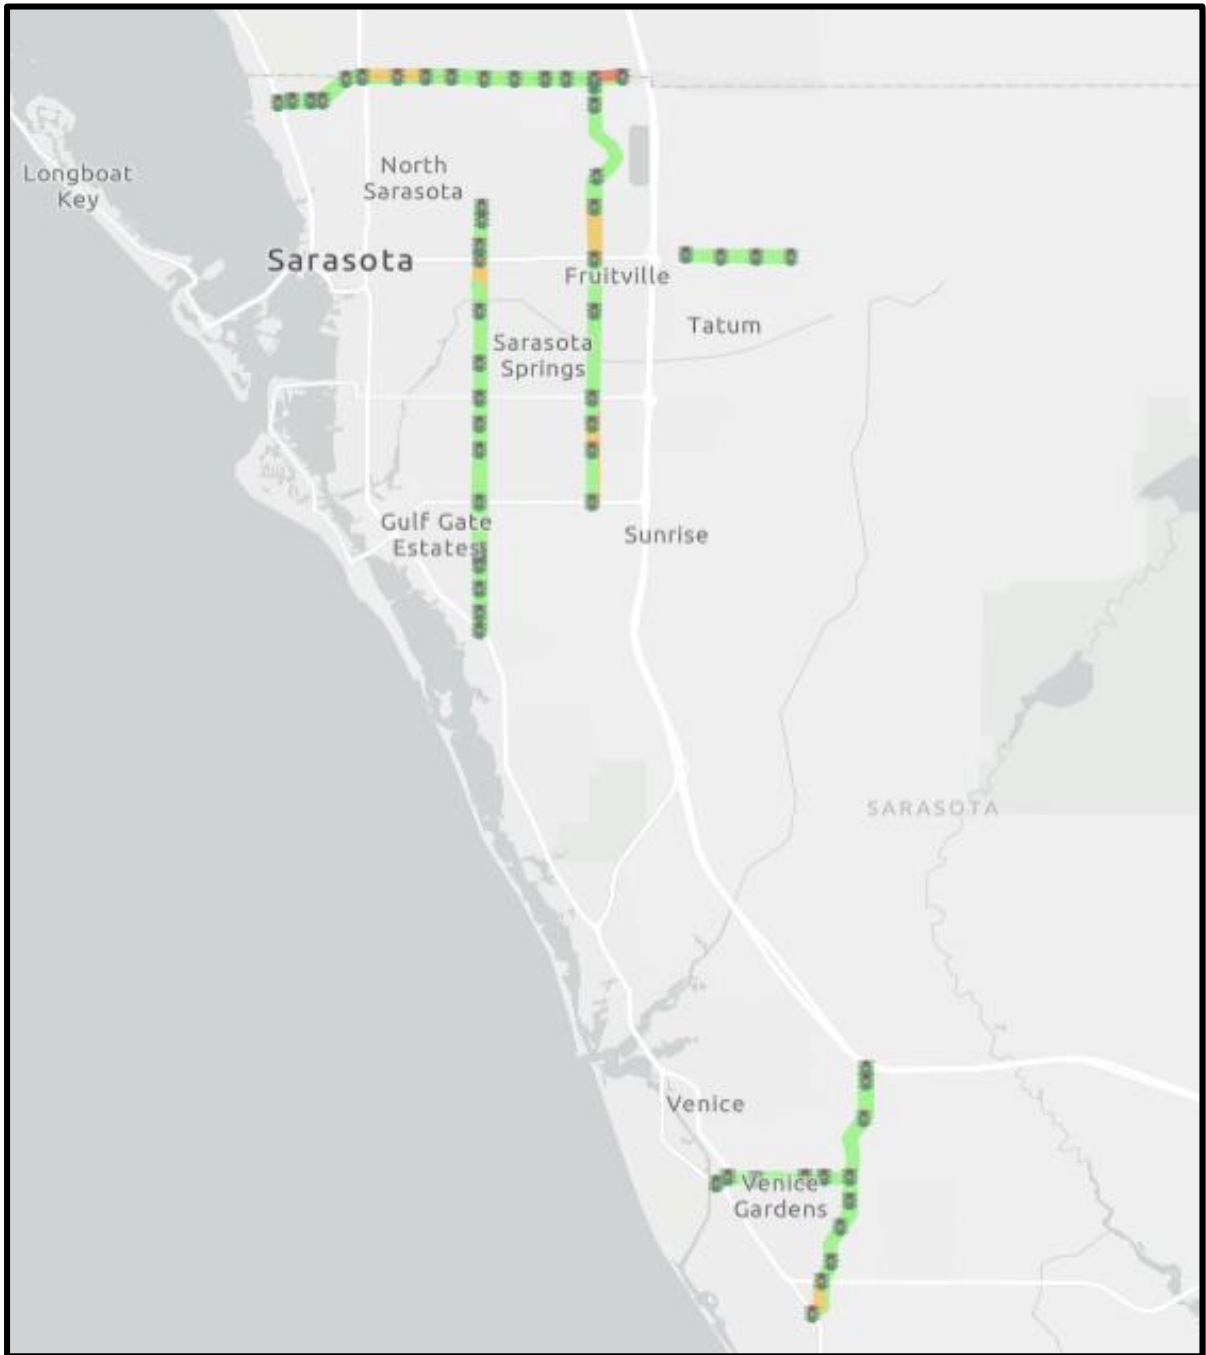 North
Sarasota
Longboat
Key
Sarasota
Fruitville
Tatum
Sarasota
Springs
Gulf Gate
Estates
Sunrise
SARASOTA
Venice
Venice
Gardens